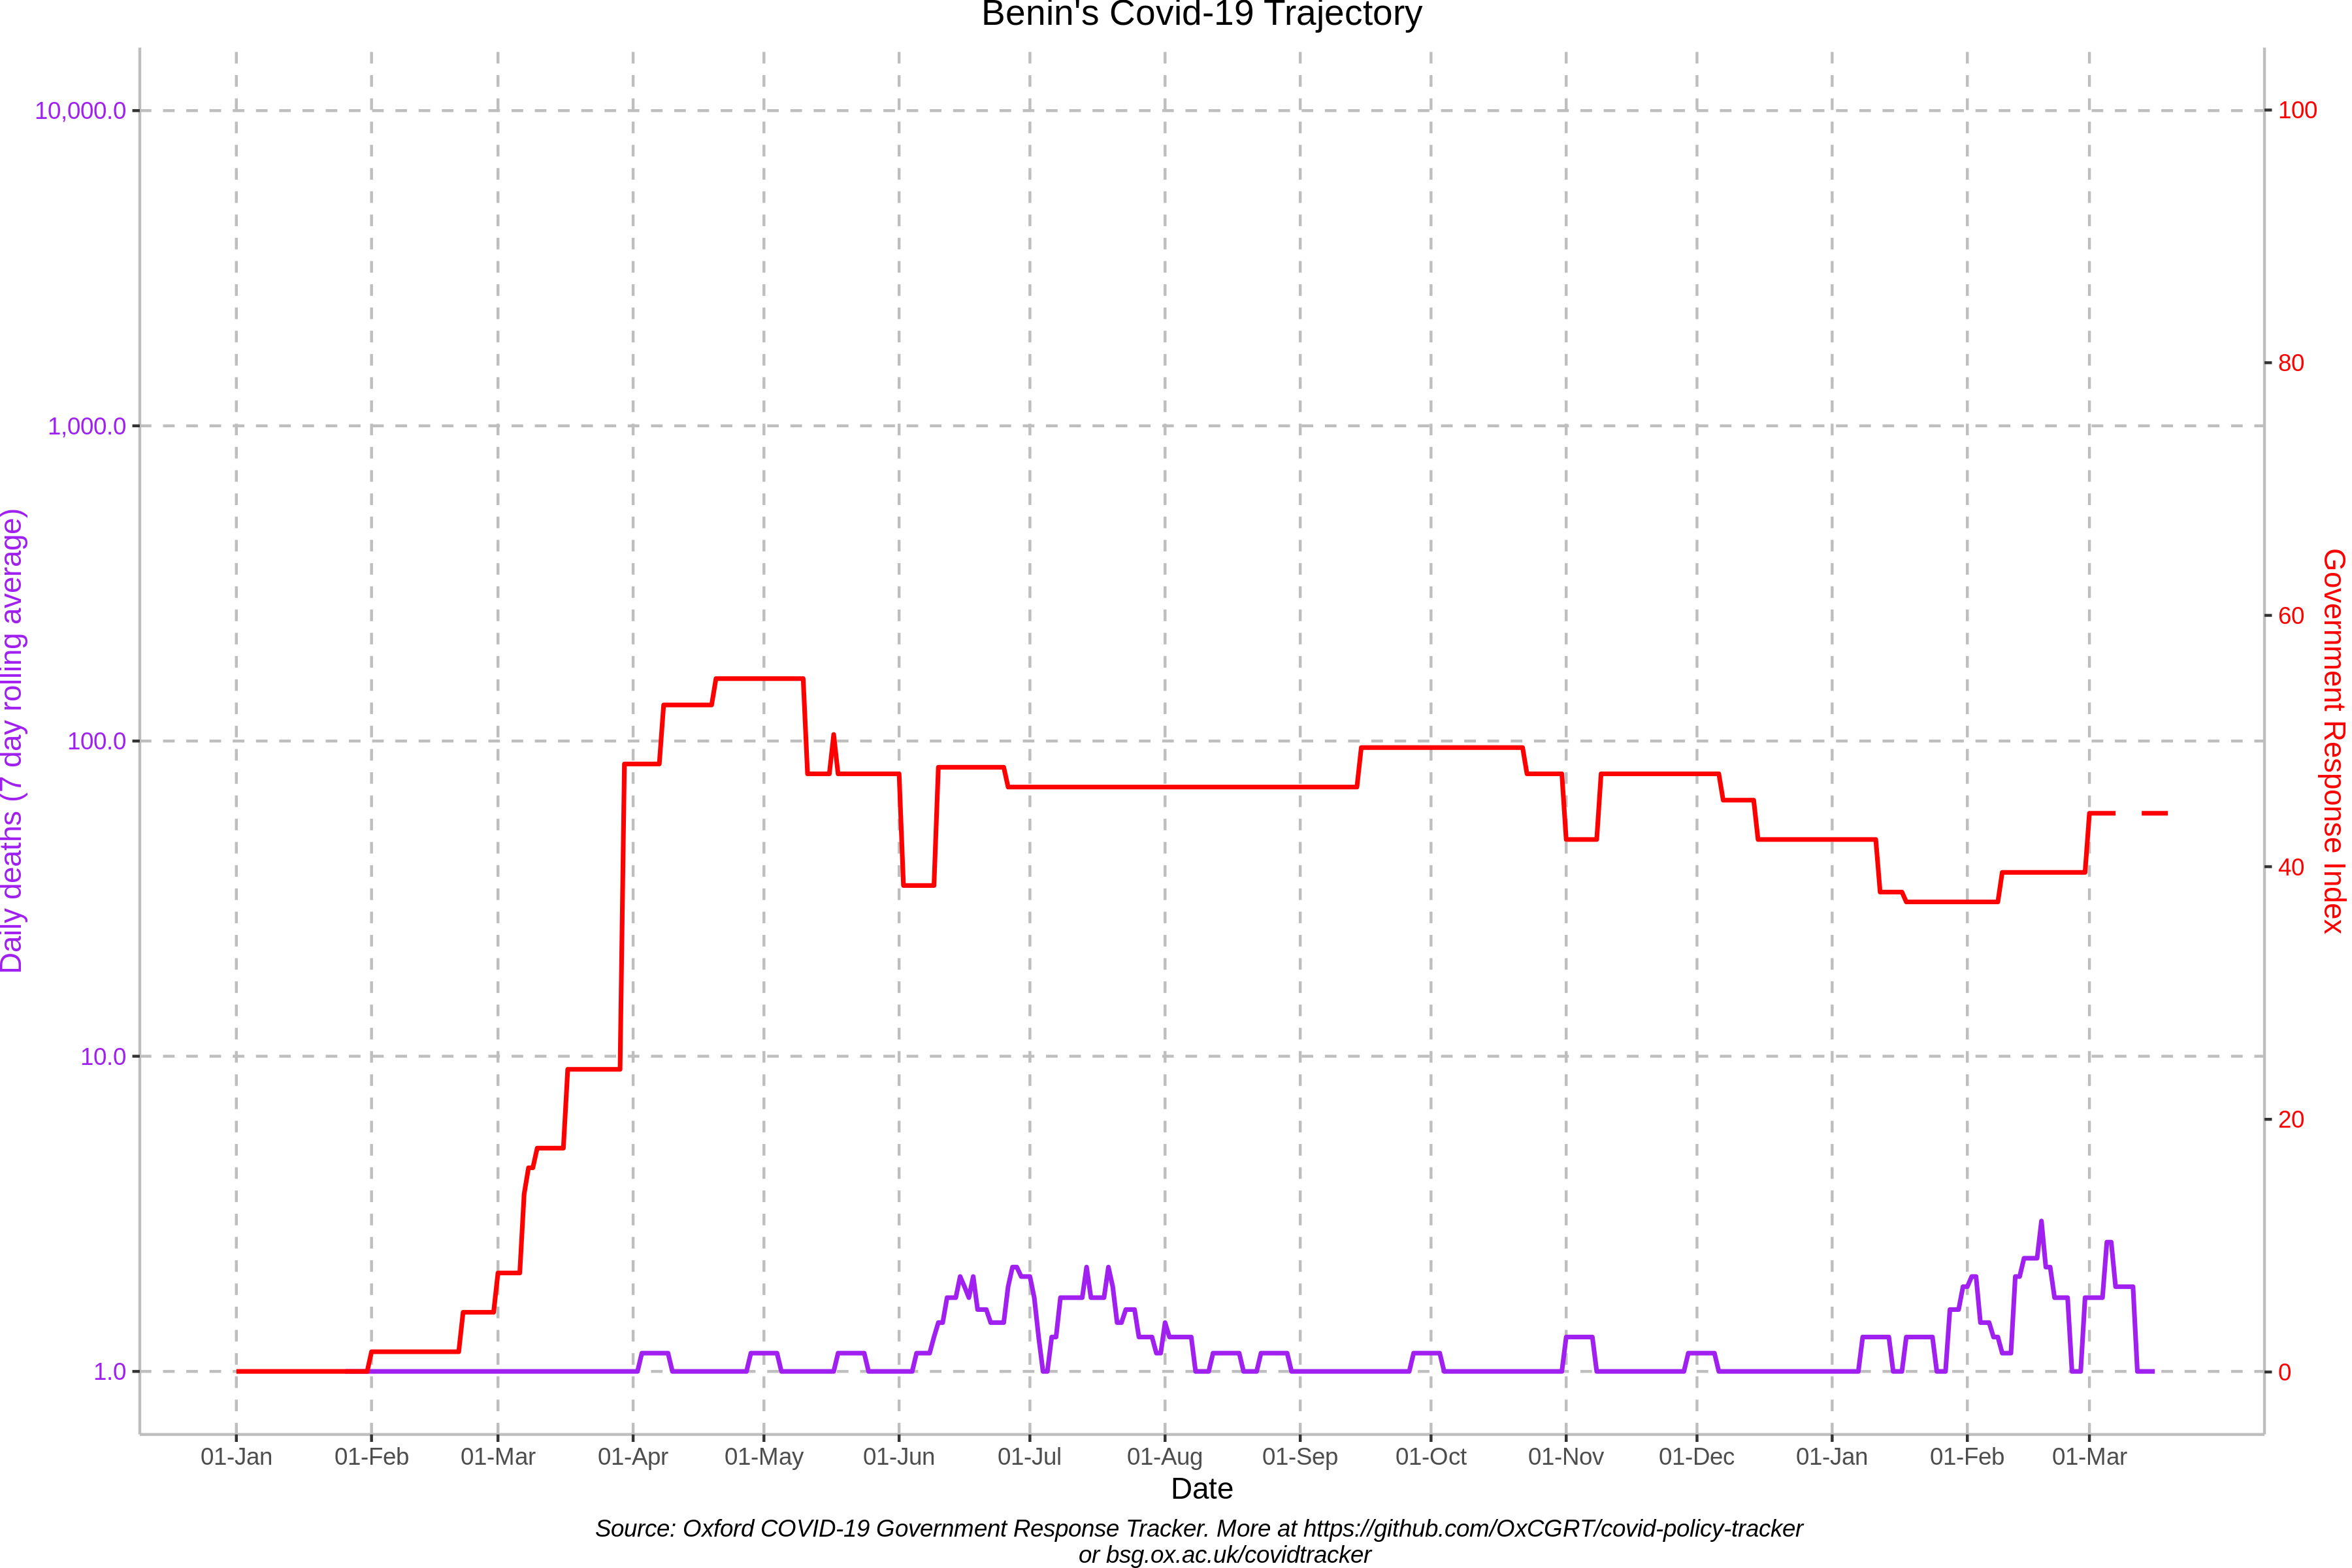 Benin's Covid-19 Trajectory
10,000.0
1,000.0
100.0
10.0
1.0
Daily deaths (7 day rolling average)
100
80
60
40
20
0
Government Response Index
01-Jan 01-Feb 01-Mar 01-Apr 01-May 01-Jun 01-Jul 01-Aug 01-Sep 01-Oct 01-Nov 01-Dec 01-Jan 01-Feb 01-Mar
Date
Source: Oxford COVID-19 Government Response Tracker. More at https://github.com/OxCGRT/covid-policy-tracker
or bsg.ox.ac.uk/covidtracker